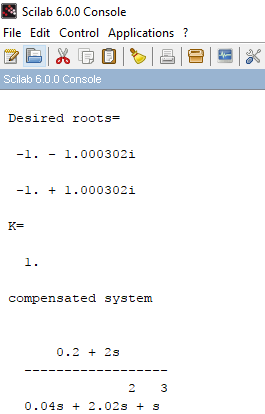 Scilab 6.0.0 Console
File Edit Control Applications ?
Scilab 6.0.0 Console
Desired roots=
-1. - 1.000302i
-1. + 1.000302i
K=
1.
compensated system
0.2 + 2s
------------------
2 3
0.04s + 2.02s + s